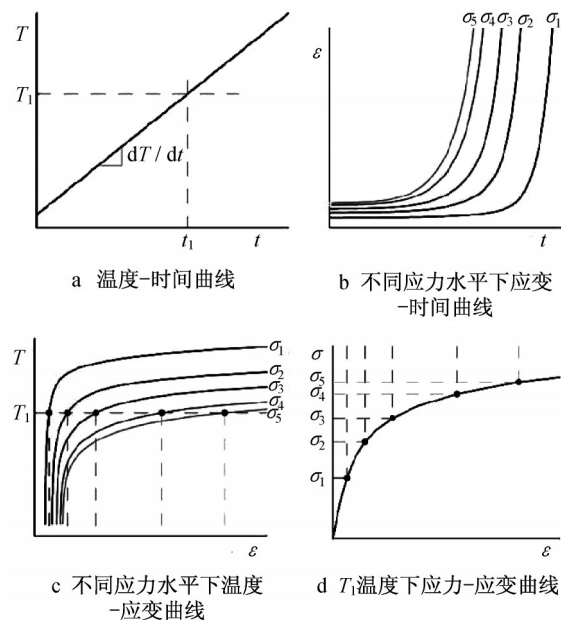 T
T₁
dT / dt
t₁
t
a 温度-时间曲线
ε
σ₅ σ₄ σ₃ σ₂ σ₁
t
b 不同应力水平下应变
-时间曲线
T
T₁
σ₁
σ₂
σ₃
σ₄
σ₅
ε
c 不同应力水平下温度
-应变曲线
σ
σ₅
σ₄
σ₃
σ₂
σ₁
ε
d T₁温度下应力-应变曲线